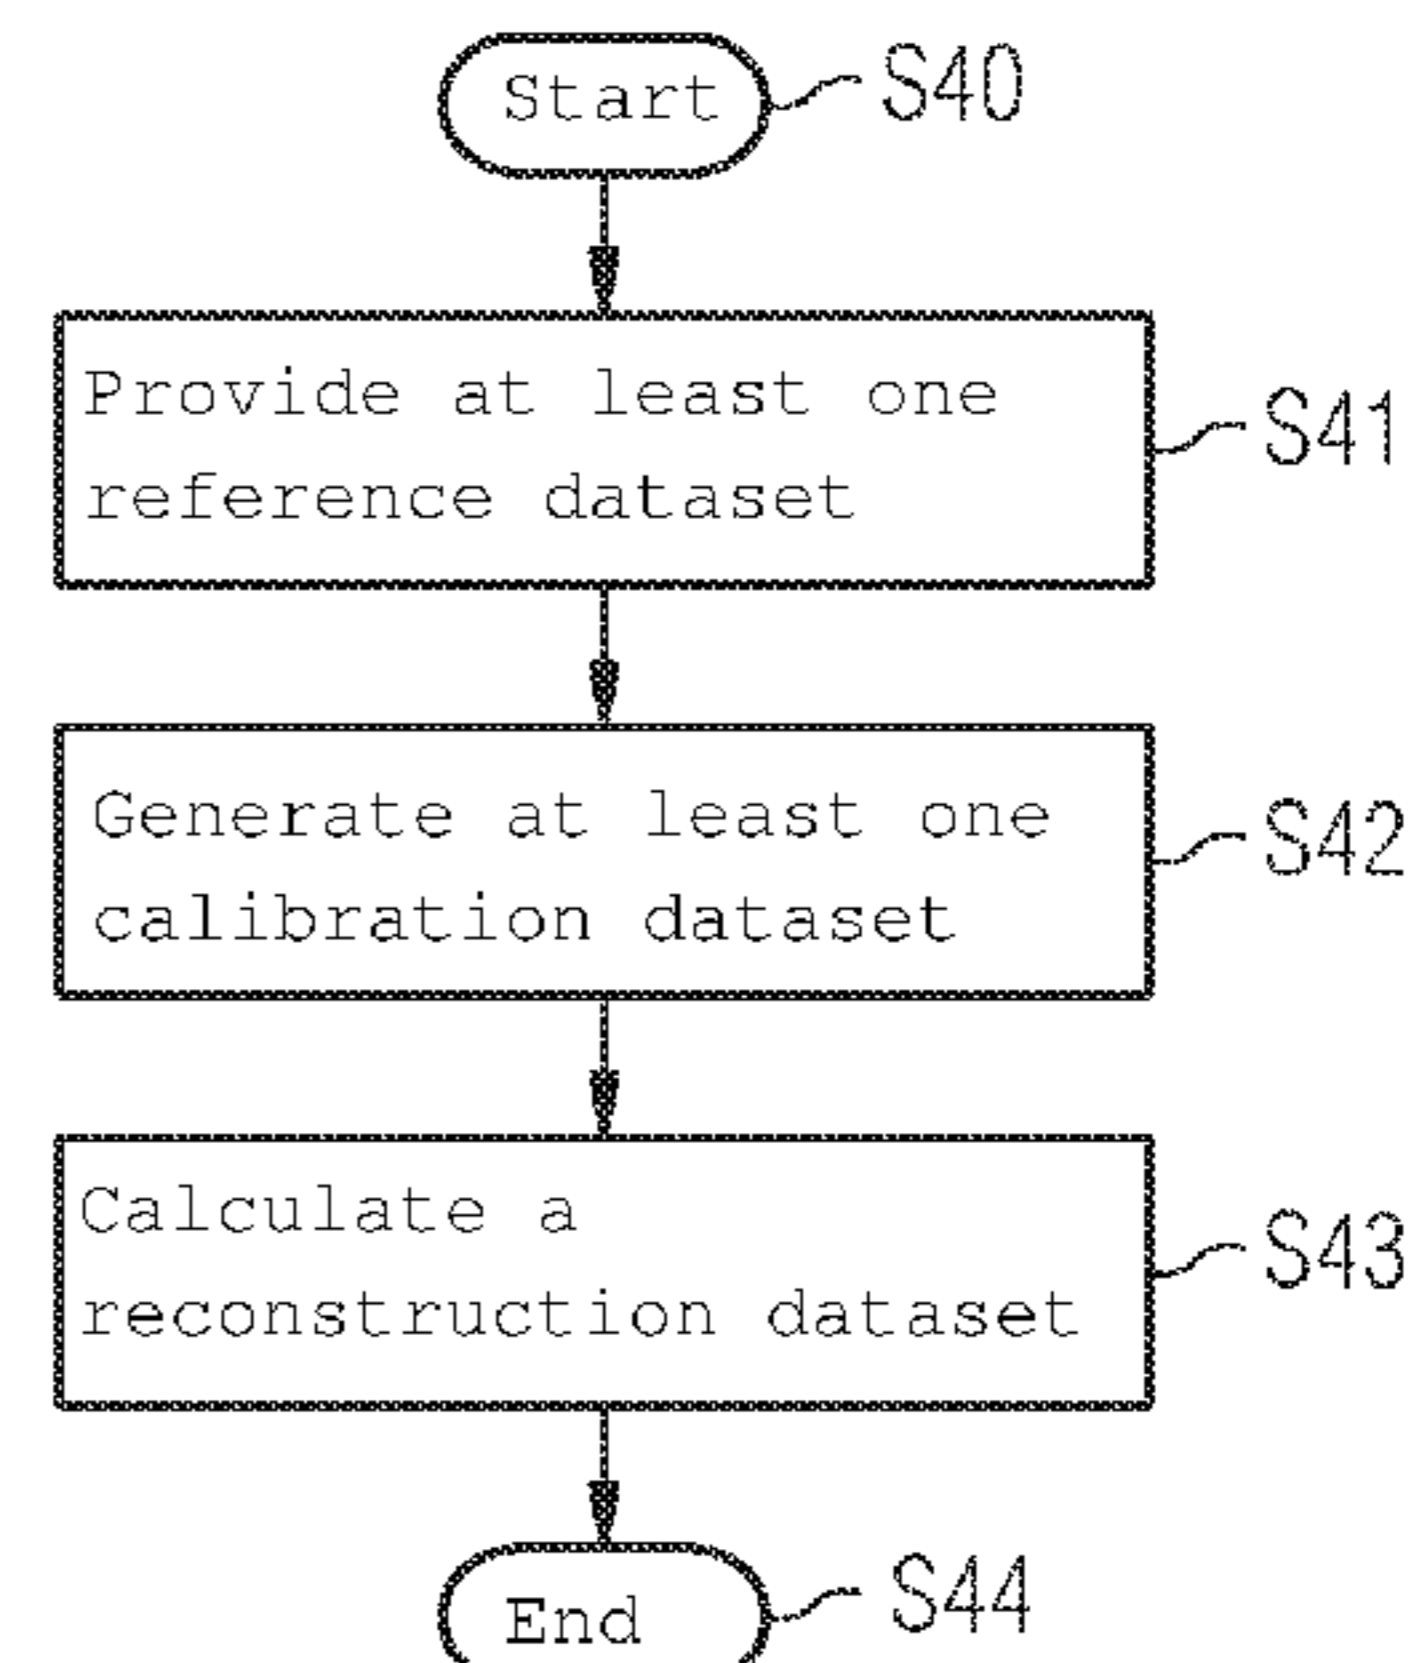 Start
S40
Provide at least one
reference dataset
S41
Generate at least one
calibration dataset
S42
Calculate a
reconstruction dataset
S43
End
S44